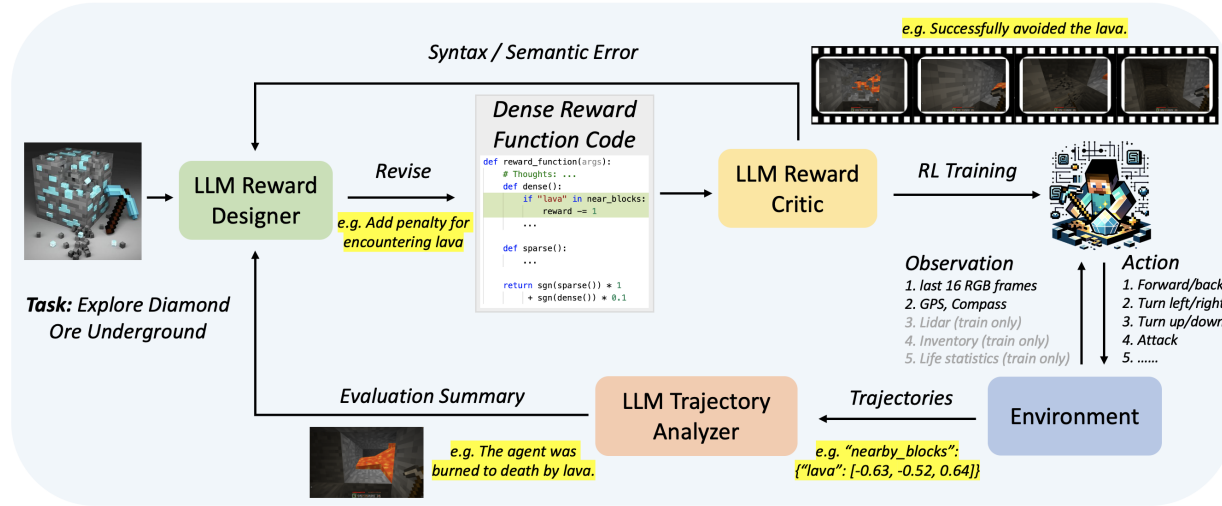 e.g. Successfully avoided the lava.
Syntax / Semantic Error
Dense Reward
Function Code
def reward_function(args):
# Thoughts: ...
def dense():
if "lava" in near_blocks:
reward -= 1
...
def sparse():
...
return sgn(sparse()) * 1
+ sgn(dense()) * 0.1
LLM Reward
Designer
Revise
e.g. Add penalty for
encountering lava
LLM Reward
Critic
RL Training
Task: Explore Diamond
Ore Underground
Observation
1. last 16 RGB frames
2. GPS, Compass
3. Lidar (train only)
4. Inventory (train only)
5. Life statistics (train only)
Action
1. Forward/back
2. Turn left/right
3. Turn up/down
4. Attack
5. ......
Evaluation Summary
LLM Trajectory
Analyzer
Trajectories
Environment
e.g. The agent was
burned to death by lava.
e.g. “nearby_blocks”:
{“lava”: [-0.63, -0.52, 0.64]}